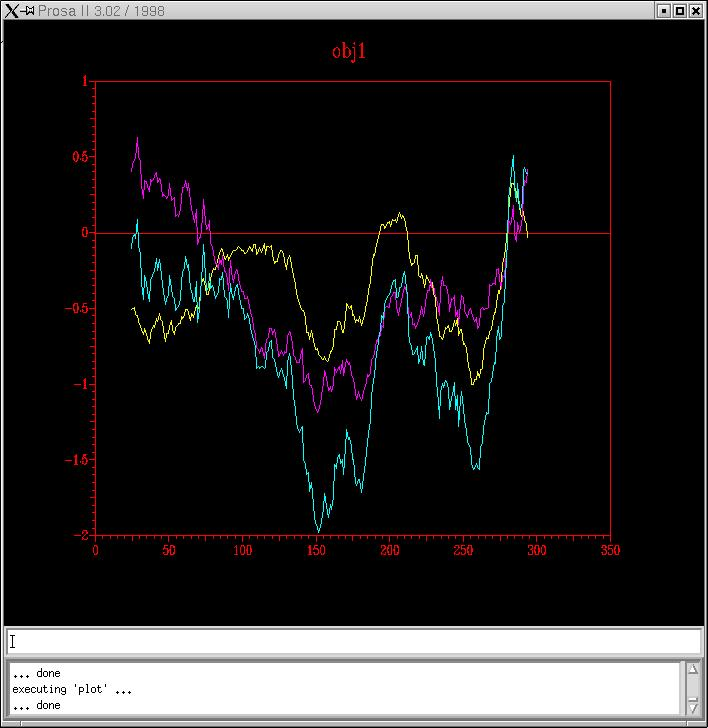 Prosa II 3.02 / 1998
obj1
1
0.5
0
-0.5
-1
-1.5
-2
0 50 100 150 200 250 300 350
... done
executing 'plot' ...
... done